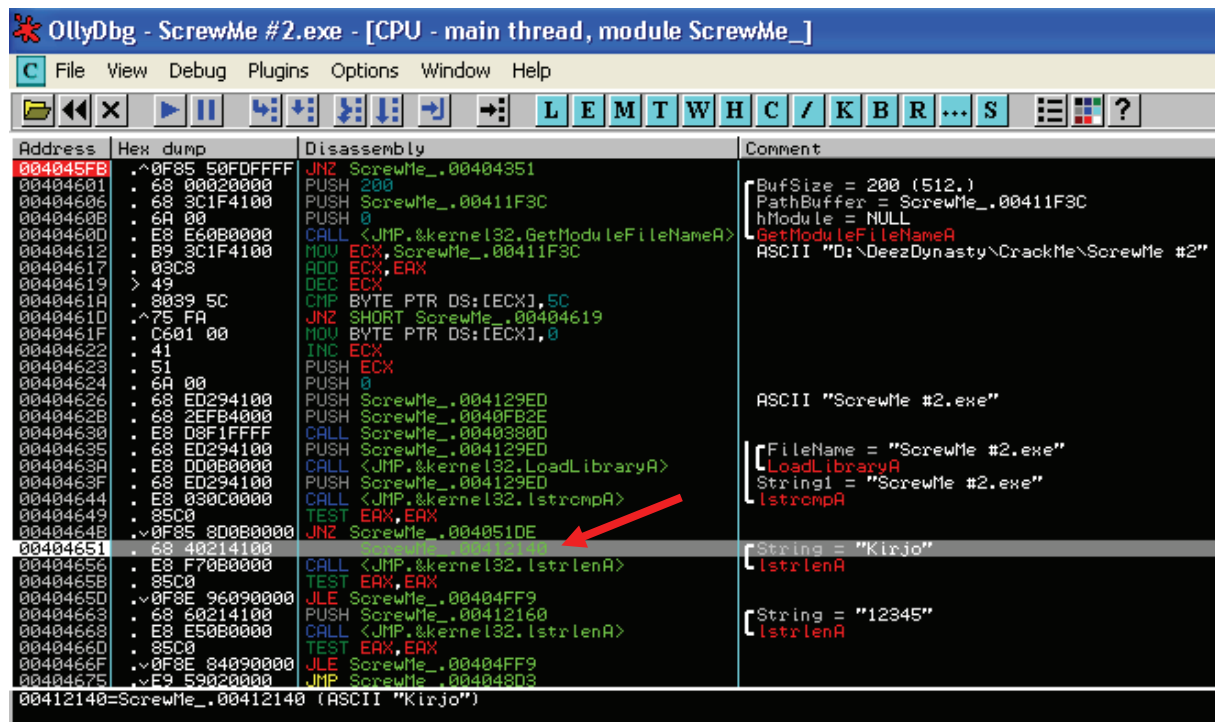 OllyDbg - ScrewMe #2.exe - [CPU - main thread, module ScrewMe_]
C File View Debug Plugins Options Window Help
L E M T W H C / K B R ... S ?
Address Hex dump Disassembly Comment
004045FB .^0F85 50FDFFFF JNZ ScrewMe_.00404351
00404601 . 68 00020000 PUSH 200 BufSize = 200 (512.)
00404606 . 68 3C1F4100 PUSH ScrewMe_.00411F3C PathBuffer = ScrewMe_.00411F3C
0040460B . 6A 00 PUSH 0 hModule = NULL
0040460D . E8 E60B0000 CALL <JMP.&kernel32.GetModuleFileNameA> GetModuleFileNameA
00404612 . B9 3C1F4100 MOV ECX,ScrewMe_.00411F3C ASCII "D:\DeezDynasty\CrackMe\ScrewMe #2"
00404617 . 03C8 ADD ECX,EAX
00404619 > 49 DEC ECX
0040461A . 8039 5C CMP BYTE PTR DS:[ECX],5C
0040461D .^75 FA JNZ SHORT ScrewMe_.00404619
0040461F . C601 00 MOV BYTE PTR DS:[ECX],0
00404622 . 41 INC ECX
00404623 . 51 PUSH ECX
00404624 . 6A 00 PUSH 0
00404626 . 68 ED294100 PUSH ScrewMe_.004129ED ASCII "ScrewMe #2.exe"
0040462B . 68 2EFB4000 PUSH ScrewMe_.0040FB2E
00404630 . E8 D8F1FFFF CALL ScrewMe_.0040380D
00404635 . 68 ED294100 PUSH ScrewMe_.004129ED FileName = "ScrewMe #2.exe"
0040463A . E8 DD0B0000 CALL <JMP.&kernel32.LoadLibraryA> LoadLibraryA
0040463F . 68 ED294100 PUSH ScrewMe_.004129ED String1 = "ScrewMe #2.exe"
00404644 . E8 030C0000 CALL <JMP.&kernel32.lstrcmpA> lstrcmpA
00404649 . 85C0 TEST EAX,EAX
0040464B .v0F85 8D0B0000 JNZ ScrewMe_.004051DE
00404651 . 68 40214100 ScrewMe_.00412140 String = "Kirjo"
00404656 . E8 F70B0000 CALL <JMP.&kernel32.lstrlenA> lstrlenA
0040465B . 85C0 TEST EAX,EAX
0040465D .v0F8E 96090000 JLE ScrewMe_.00404FF9
00404663 . 68 60214100 PUSH ScrewMe_.00412160 String = "12345"
00404668 . E8 E50B0000 CALL <JMP.&kernel32.lstrlenA> lstrlenA
0040466D . 85C0 TEST EAX,EAX
0040466F .v0F8E 84090000 JLE ScrewMe_.00404FF9
00404675 .vE9 59020000 JMP ScrewMe_.004048D3
00412140=ScrewMe_.00412140 (ASCII "Kirjo")